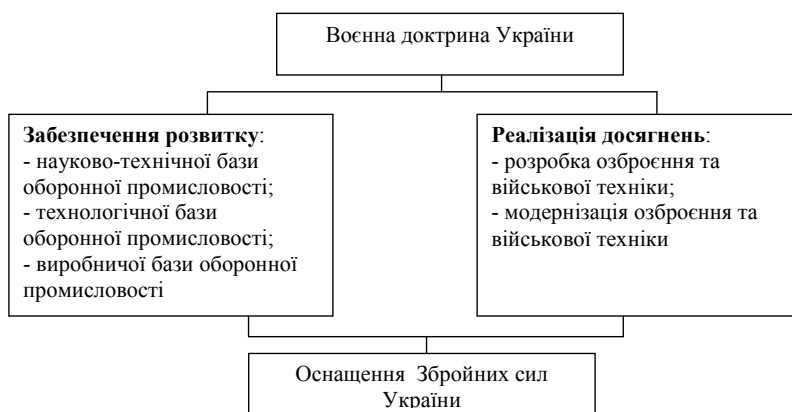 Воєнна доктрина України
Забезпечення розвитку:
- науково-технічної бази
оборонної промисловості;
- технологічної бази
оборонної промисловості;
- виробничої бази оборонної
промисловості
Реалізація досягнень:
- розробка озброєння та
військової техніки;
- модернізація озброєння та
військової техніки
Оснащення Збройних сил
України